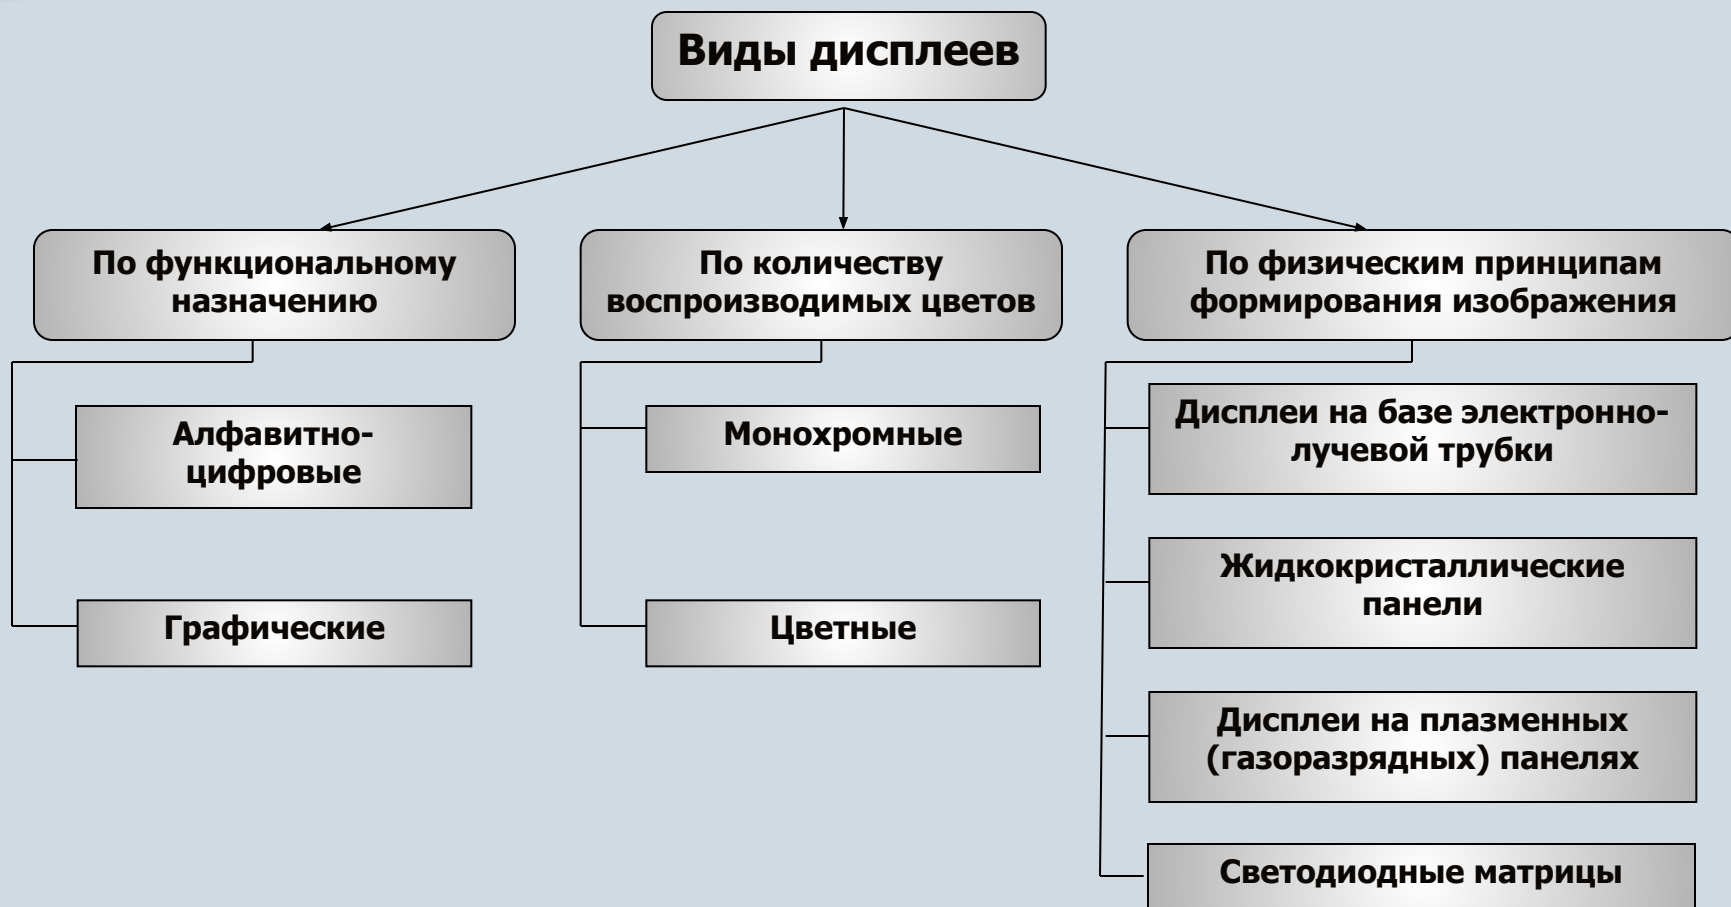 Виды дисплеев
По функциональному
назначению
Алфавитно-
цифровые
Графические
По количеству
воспроизводимых цветов
Монохромные
Цветные
По физическим принципам
формирования изображения
Дисплеи на базе электронно-
лучевой трубки
Жидкокристаллические
панели
Дисплеи на плазменных
(газоразрядных) панелях
Светодиодные матрицы